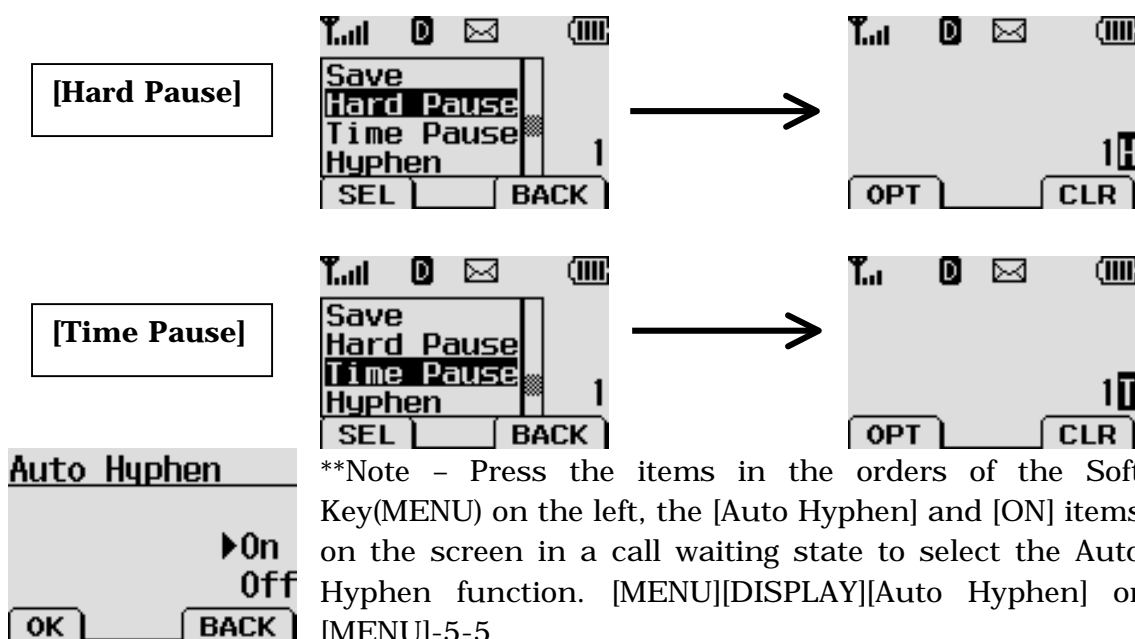 [Hard Pause]
D
Save
Hard Pause
Time Pause
Hyphen
1
SEL BACK
D
1H
OPT CLR
[Time Pause]
D
Save
Hard Pause
Time Pause
Hyphen
1
SEL BACK
D
1T
OPT CLR
Auto Hyphen
On
Off
OK BACK
**Note – Press the items in the orders of the Soft
Key(MENU) on the left, the [Auto Hyphen] and [ON] items
on the screen in a call waiting state to select the Auto
Hyphen function. [MENU][DISPLAY][Auto Hyphen] or
[MENU]-5-5